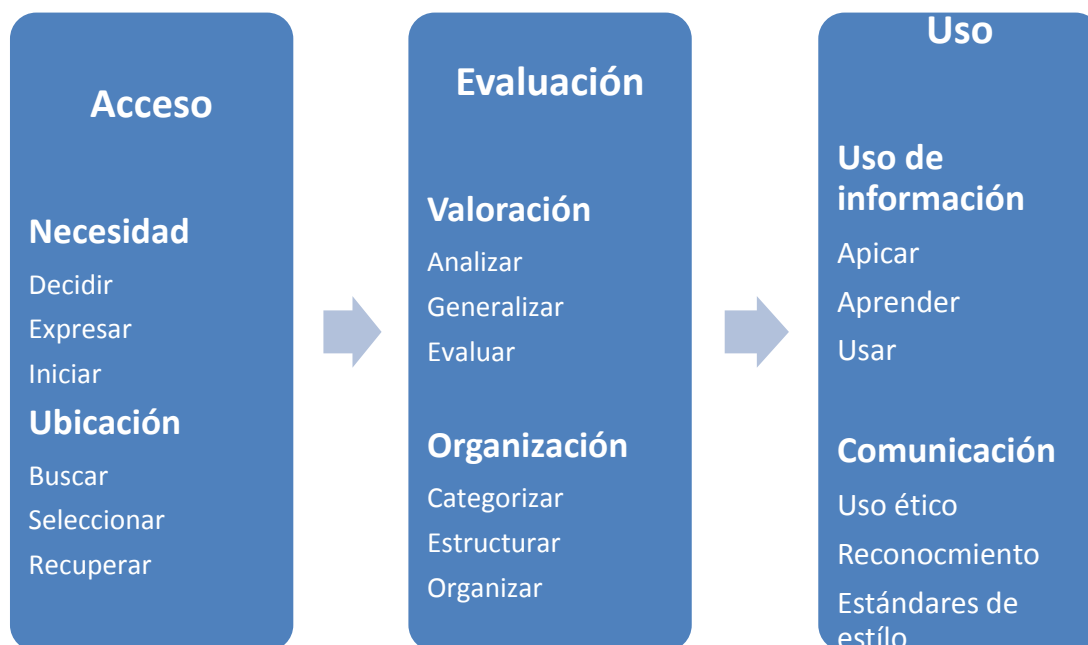 Acceso
Necesidad
Decidir
Expresar
Iniciar
Ubicación
Buscar
Seleccionar
Recuperar
Evaluación
Valoración
Analizar
Generalizar
Evaluar
Organización
Categorizar
Estructurar
Organizar
Uso
Uso de
información
Apicar
Aprender
Usar
Comunicación
Uso ético
Reconocmiento
Estándares de
estílo